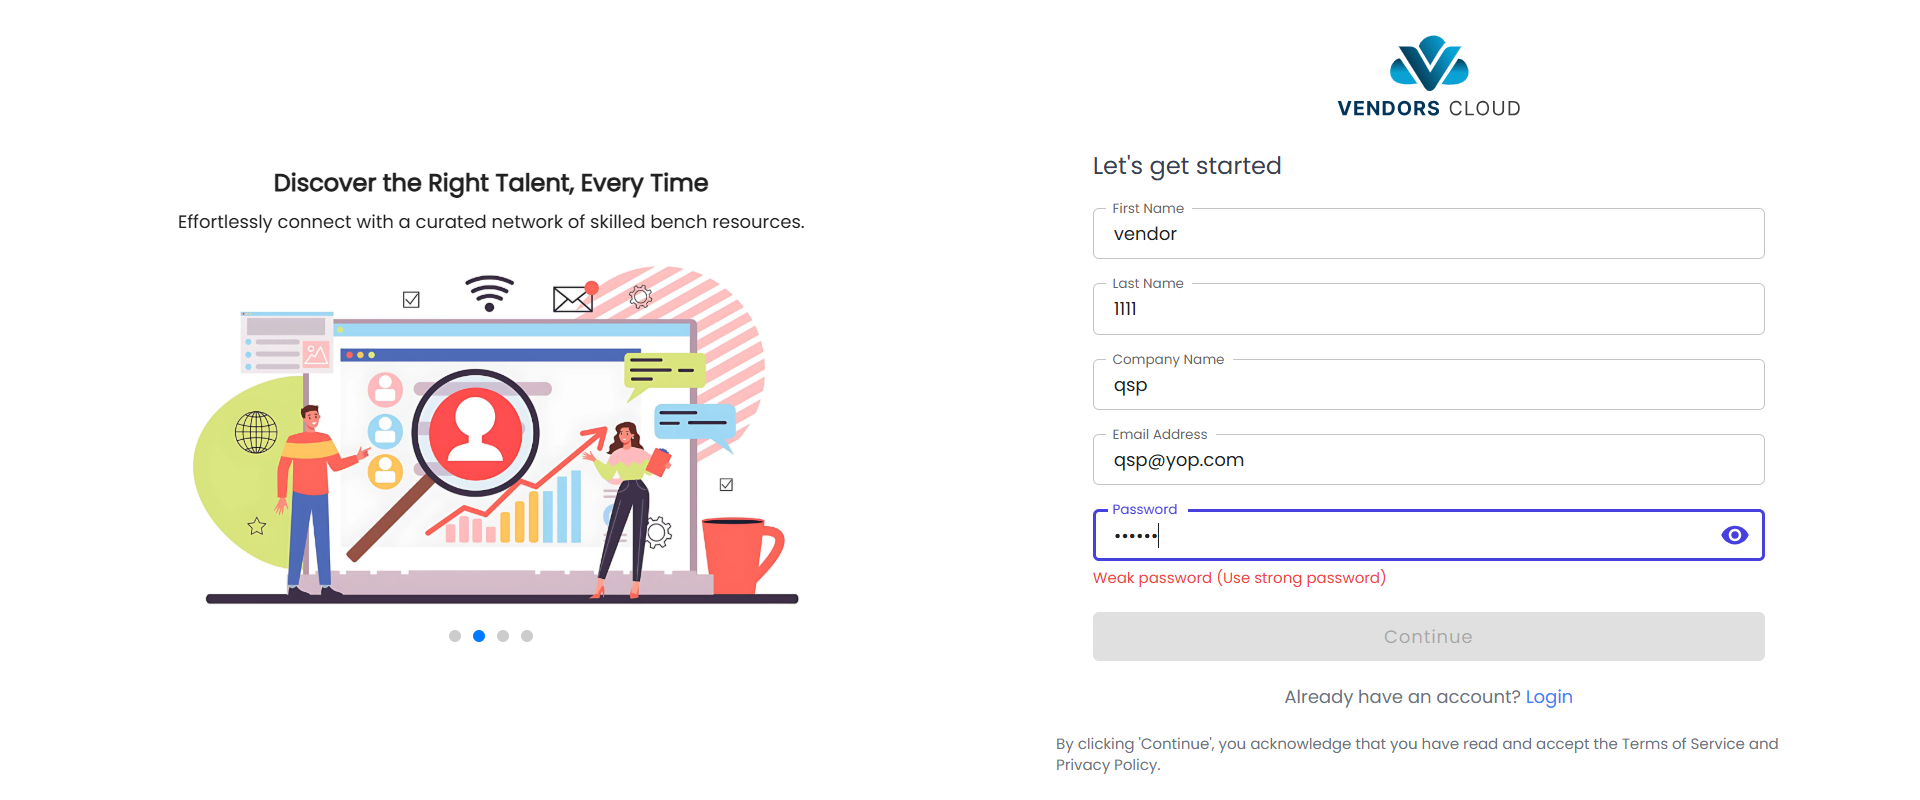 Discover the Right Talent, Every Time
Effortlessly connect with a curated network of skilled bench resources.
VENDORS CLOUD
Let's get started
First Name
vendor
Last Name
1111
Company Name
qsp
Email Address
qsp@yop.com
Password
••••••
Weak password (Use strong password)
Continue
Already have an account? Login
By clicking 'Continue', you acknowledge that you have read and accept the Terms of Service and
Privacy Policy.